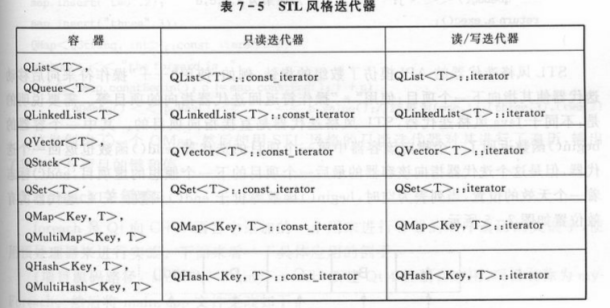 表 7-5 STL 风格迭代器
容 器 只读迭代器 读/写迭代器
QList<T>,
QQueue<T> QList<T>::const_iterator QList<T>::iterator
QLinkedList<T> QLinkedList<T>::const_iterator QLinkedList<T>::iterator
QVector<T>,
QStack<T> QVector<T>::const_iterator QVector<T>::iterator
QSet<T> QSet<T>::const_iterator QSet<T>::iterator
QMap<Key, T>,
QMultiMap<Key, T> QMap<Key, T>::const_iterator QMap<Key, T>::iterator
QHash<Key, T>,
QMultiHash<Key, T> QHash<Key, T>::const_iterator QHash<Key, T>::iterator